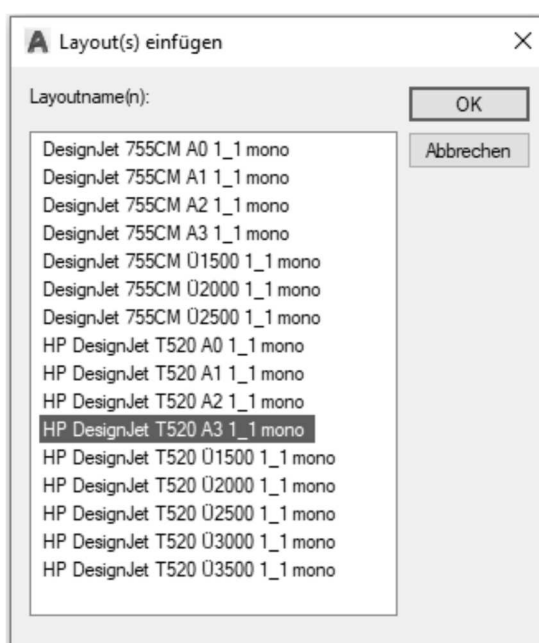 Layout(s) einfügen
Layoutname(n):
OK
Abbrechen
DesignJet 755CM A0 1_1 mono
DesignJet 755CM A1 1_1 mono
DesignJet 755CM A2 1_1 mono
DesignJet 755CM A3 1_1 mono
DesignJet 755CM Ü1500 1_1 mono
DesignJet 755CM Ü2000 1_1 mono
DesignJet 755CM Ü2500 1_1 mono
HP DesignJet T520 A0 1_1 mono
HP DesignJet T520 A1 1_1 mono
HP DesignJet T520 A2 1_1 mono
HP DesignJet T520 A3 1_1 mono
HP DesignJet T520 Ü1500 1_1 mono
HP DesignJet T520 Ü2000 1_1 mono
HP DesignJet T520 Ü2500 1_1 mono
HP DesignJet T520 Ü3000 1_1 mono
HP DesignJet T520 Ü3500 1_1 mono